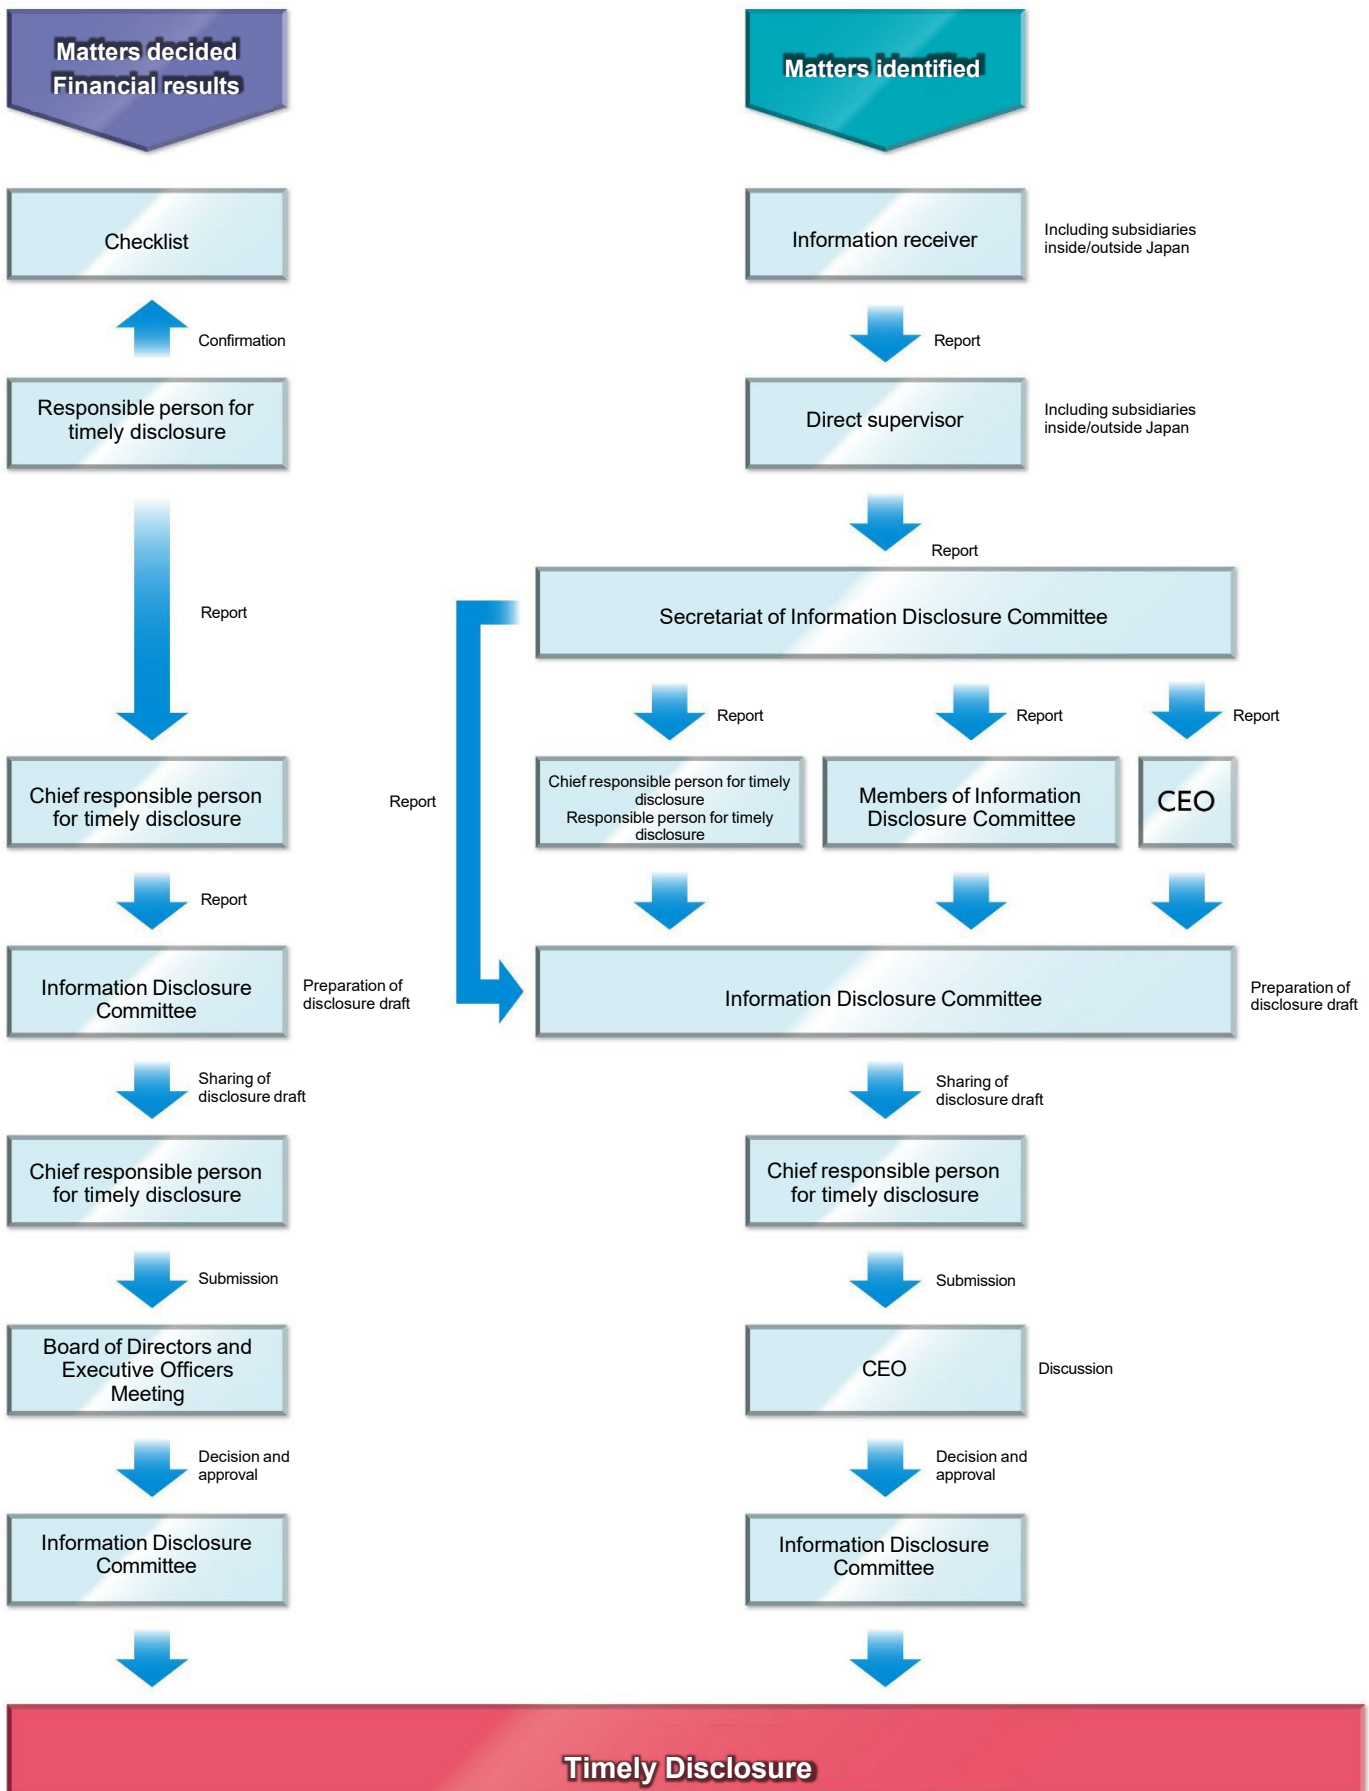 Matters decided
Financial results
Checklist
Confirmation
Responsible person for
timely disclosure
Report
Chief responsible person
for timely disclosure
Report
Information Disclosure
Committee
Preparation of
disclosure draft
Sharing of
disclosure draft
Chief responsible person
for timely disclosure
Submission
Board of Directors and
Executive Officers
Meeting
Decision and
approval
Information Disclosure
Committee
Matters identified
Information receiver
Including subsidiaries
inside/outside Japan
Report
Direct supervisor
Including subsidiaries
inside/outside Japan
Report
Secretariat of Information Disclosure Committee
Report
Report
Report
Report
Chief responsible person for timely
disclosure
Responsible person for timely
disclosure
Members of Information
Disclosure Committee
CEO
Information Disclosure Committee
Preparation of
disclosure draft
Sharing of
disclosure draft
Chief responsible person
for timely disclosure
Submission
CEO
Discussion
Decision and
approval
Information Disclosure
Committee
Timely Disclosure